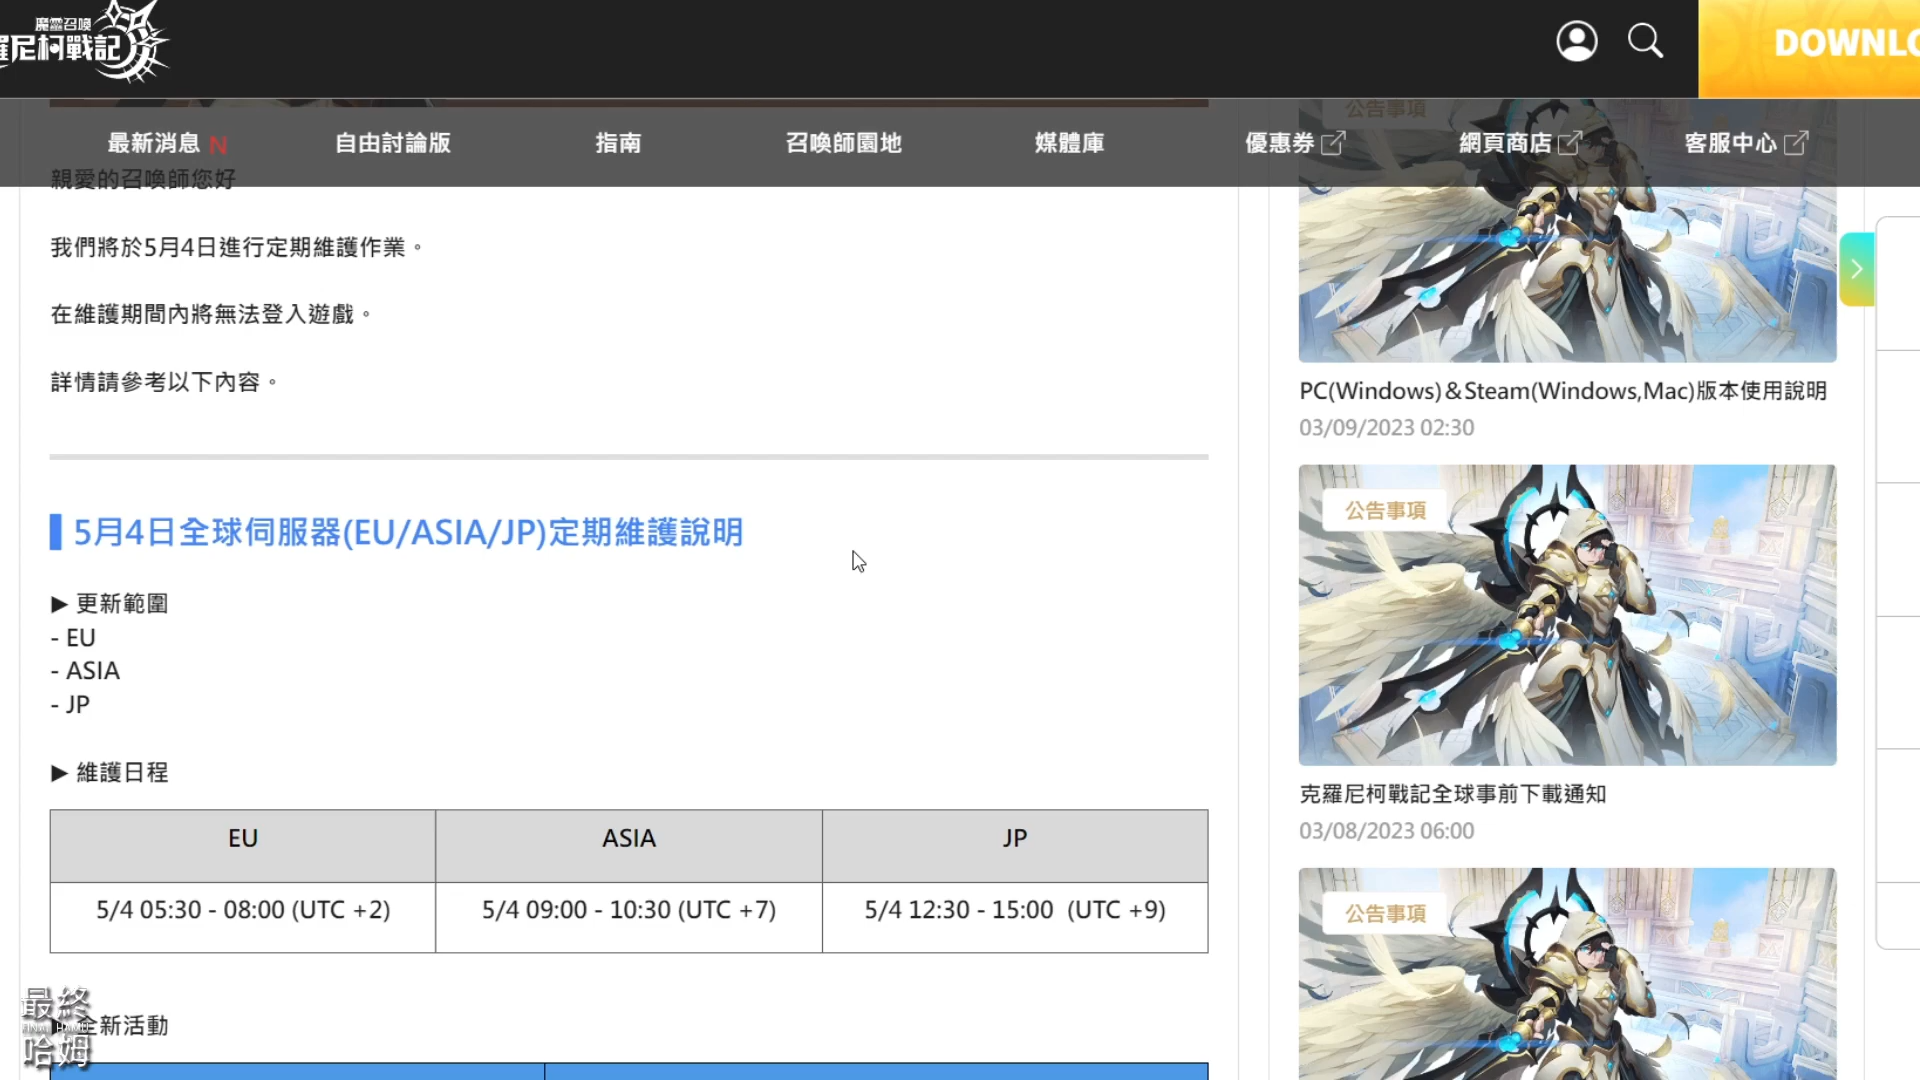 魔靈召喚
羅尼柯戰記
DOWNLO
最新消息 N
自由討論版
指南
召喚師園地
媒體庫
優惠券
網頁商店
客服中心
親愛的召喚師您好
我們將於5月4日進行定期維護作業。
在維護期間內將無法登入遊戲。
詳情請參考以下內容。
5月4日全球伺服器(EU/ASIA/JP)定期維護說明
▶ 更新範圍
- EU
- ASIA
- JP
▶ 維護日程
EU ASIA JP
5/4 05:30 - 08:00 (UTC +2) 5/4 09:00 - 10:30 (UTC +7) 5/4 12:30 - 15:00 (UTC +9)
全新活動
公告事項
PC(Windows)&Steam(Windows,Mac)版本使用說明
03/09/2023 02:30
公告事項
克羅尼柯戰記全球事前下載通知
03/08/2023 06:00
公告事項
最終
哈姆